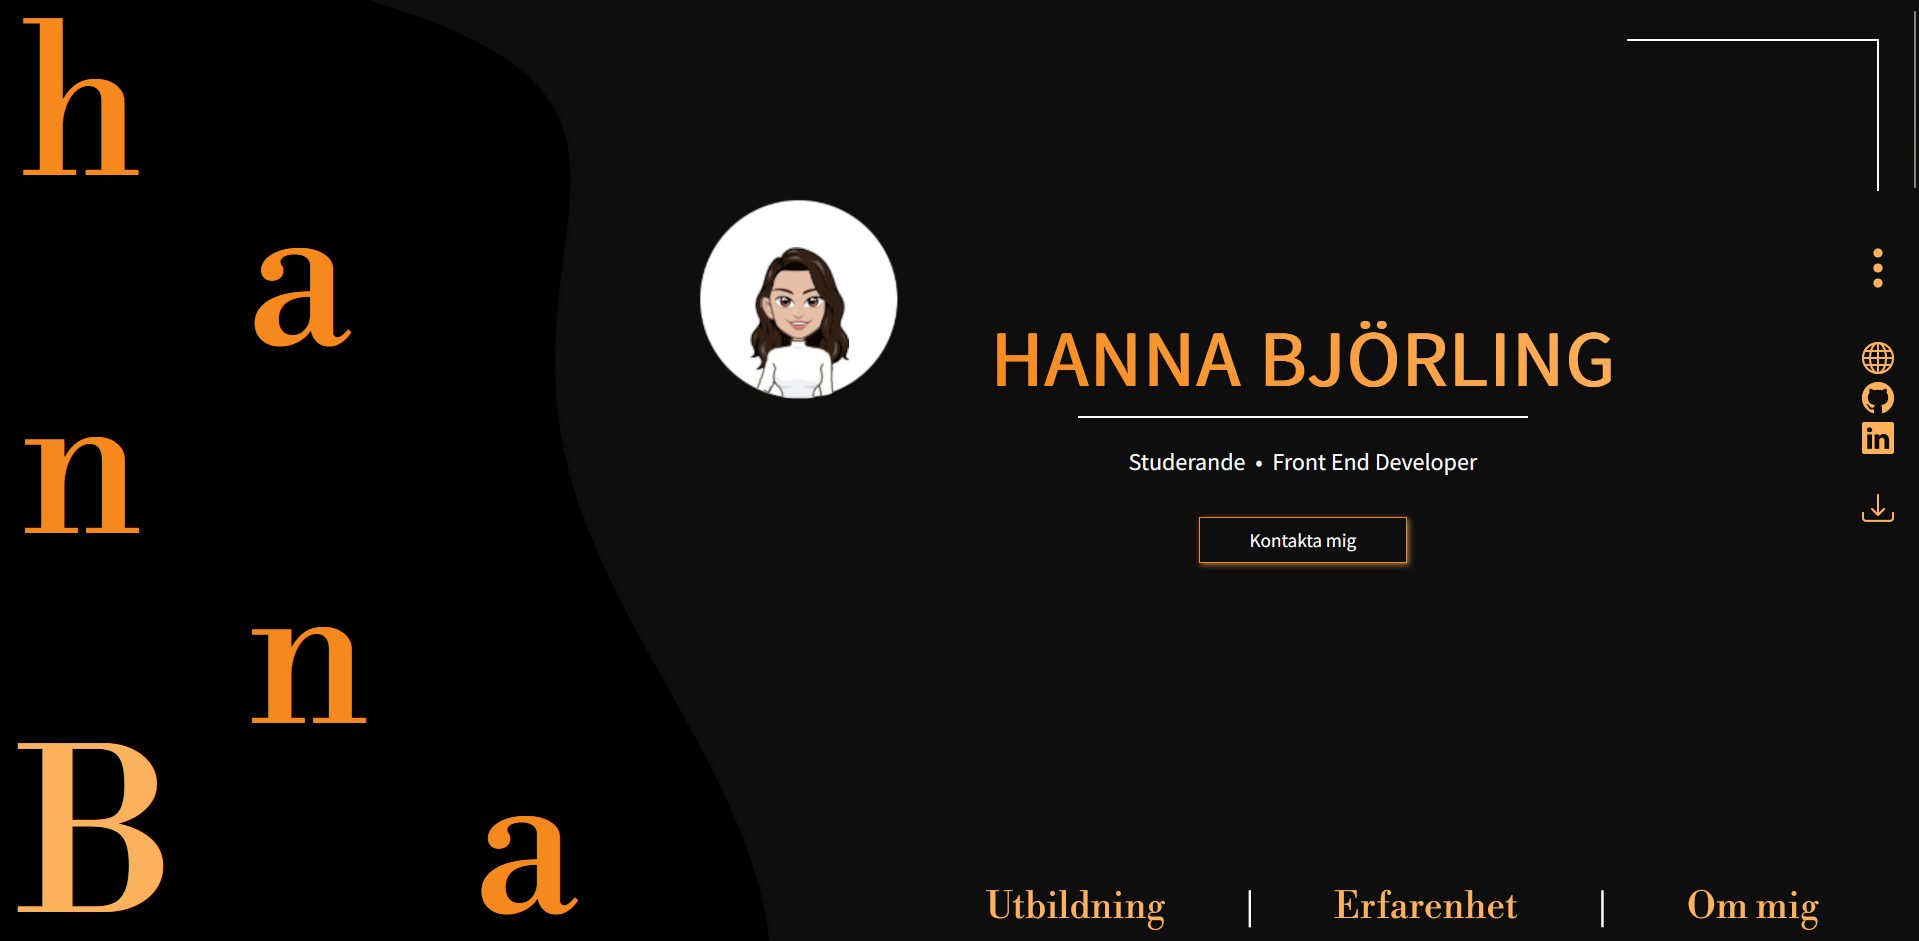 h
a
n
n
B
a
HANNA BJÖRLING
Studerande • Front End Developer
Kontakta mig
in
Utbildning | Erfarenhet | Om mig